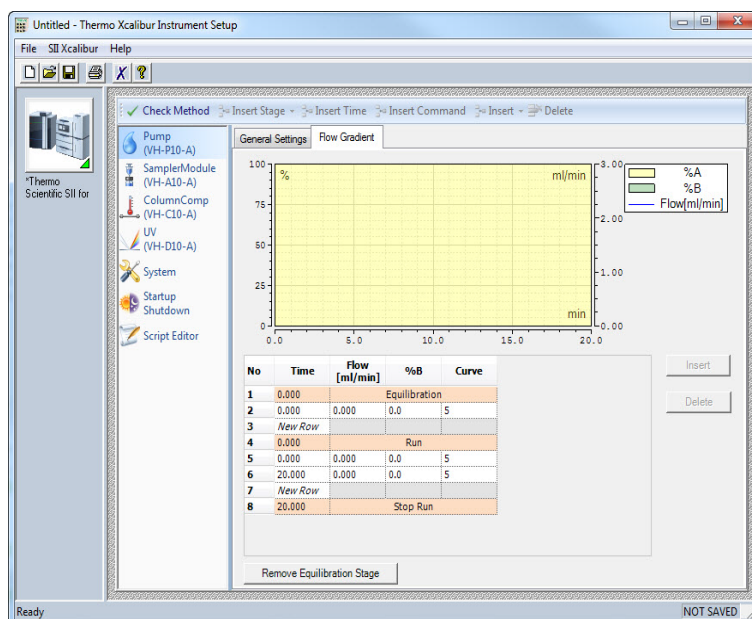 Untitled - Thermo Xcalibur Instrument Setup
File SII Xcalibur Help
*Thermo
Scientific SII for
Check Method Insert Stage Insert Time Insert Command Insert Delete
Pump
(VH-P10-A)
SamplerModule
(VH-A10-A)
ColumnComp
(VH-C10-A)
UV
(VH-D10-A)
System
Startup
Shutdown
Script Editor
General Settings Flow Gradient
100 % ml/min 3.00
75
2.00
50
1.00
25
0 min 0.00
0.0 5.0 10.0 15.0 20.0
%A
%B
Flow[ml/min]
No Time Flow [ml/min] %B Curve
1 0.000 Equilibration
2 0.000 0.000 0.0 5
3 New Row
4 0.000 Run
5 0.000 0.000 0.0 5
6 20.000 0.000 0.0 5
7 New Row
8 20.000 Stop Run
Insert
Delete
Remove Equilibration Stage
Ready NOT SAVED